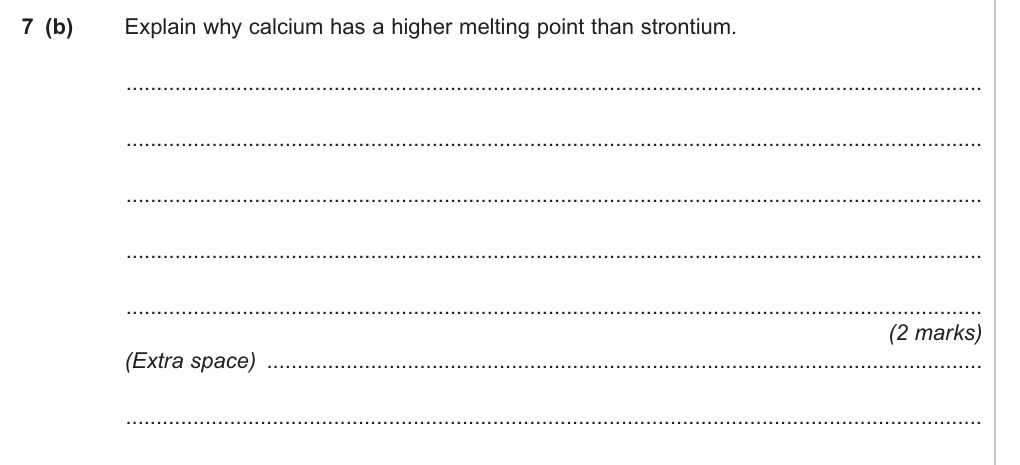 7 (b) Explain why calcium has a higher melting point than strontium.
(2 marks)
(Extra space)